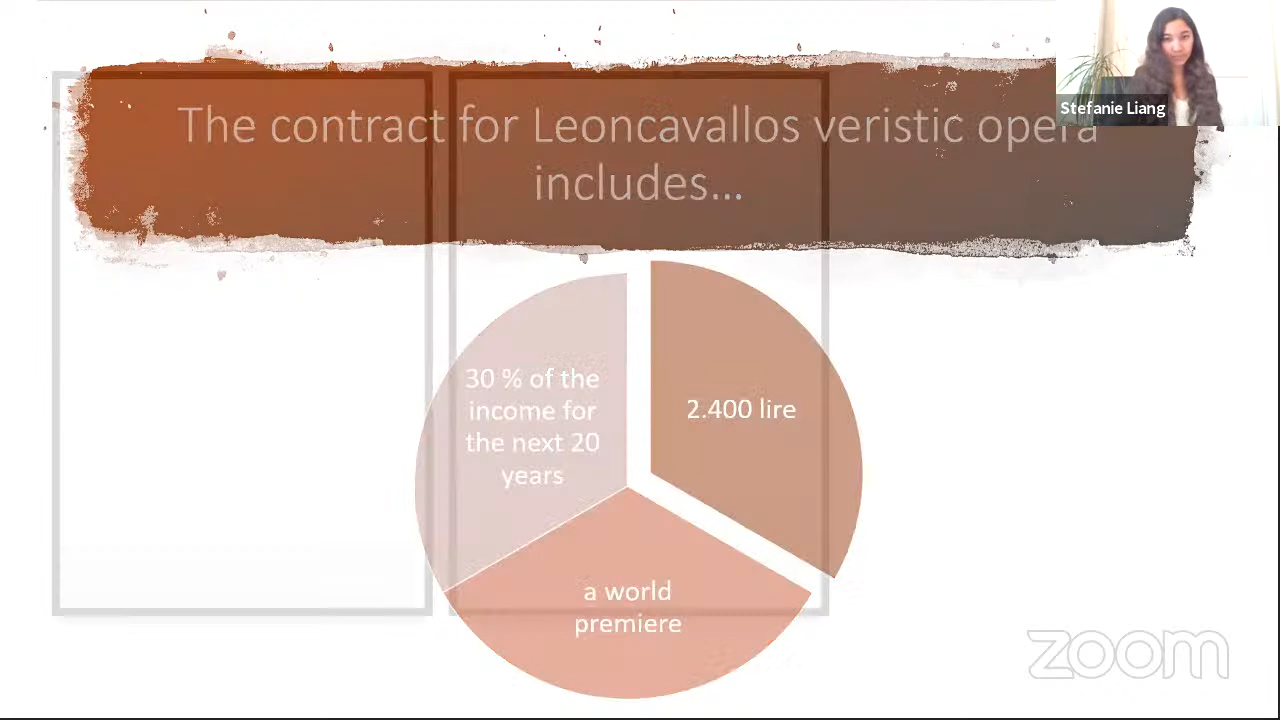 The contract for Leoncavallos veristic opera
includes...
Stefanie Liang
30 % of the
income for
the next 20
years
2.400 lire
a world
premiere
zoom